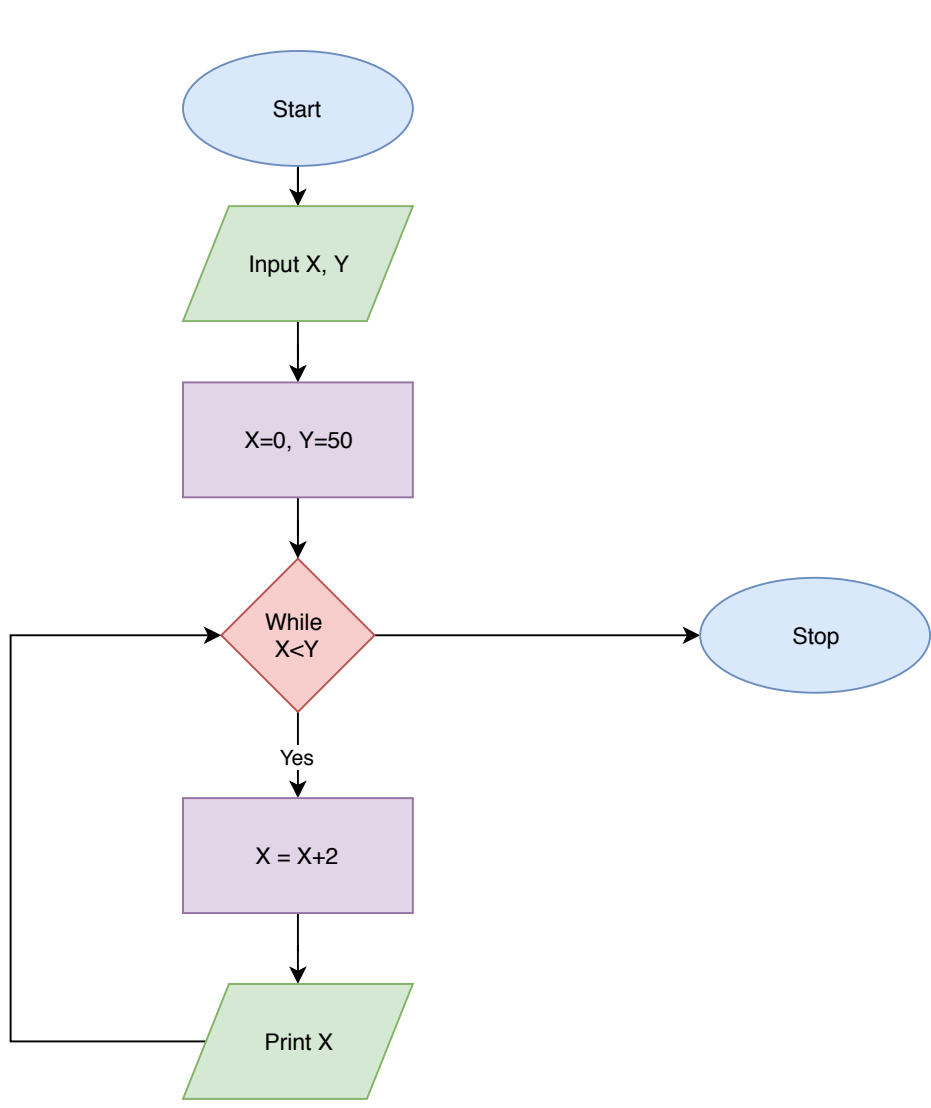 Start
Input X, Y
X=0, Y=50
While
X<Y
Stop
Yes
X = X+2
Print X